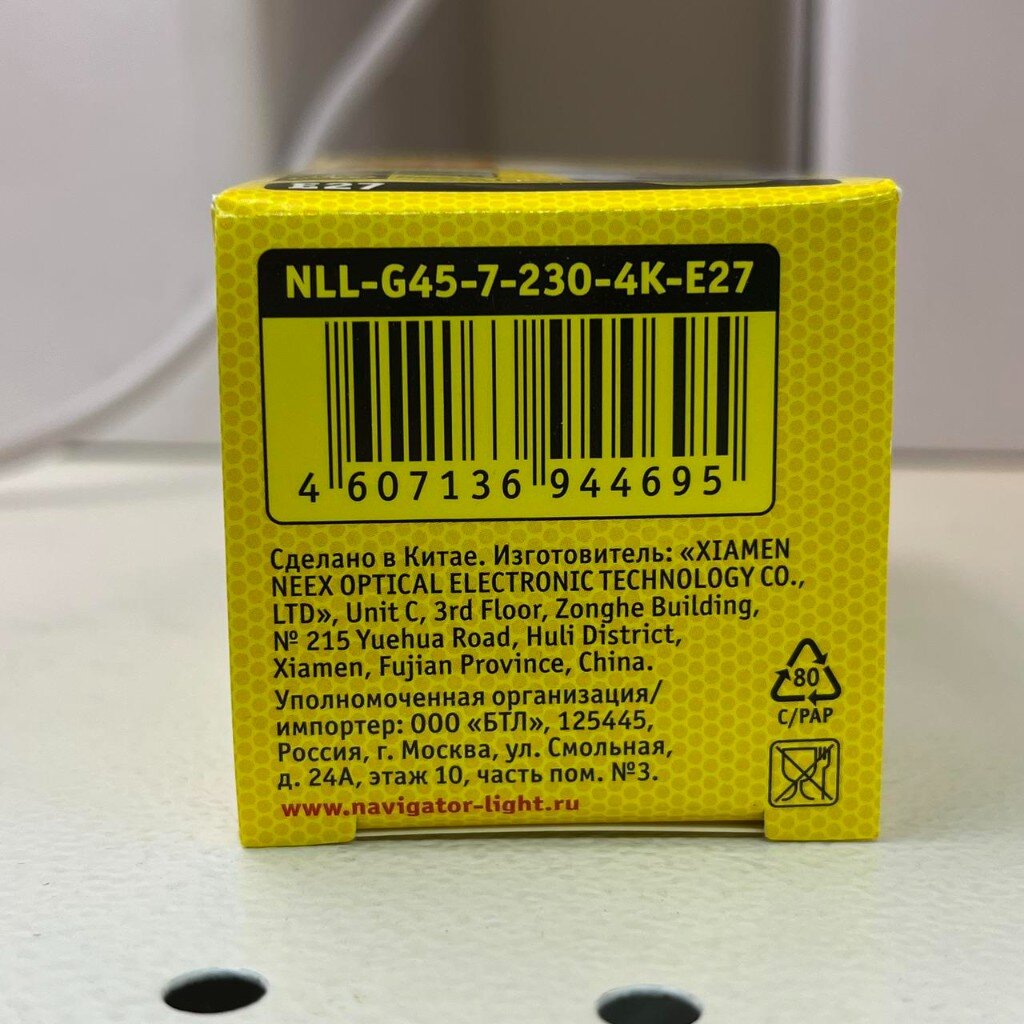 E27
NLL-G45-7-230-4K-E27
4 607136 944695
Сделано в Китае. Изготовитель: «XIAMEN
NEEX OPTICAL ELECTRONIC TECHNOLOGY CO.,
LTD», Unit C, 3rd Floor, Zonghe Building,
№ 215 Yuehua Road, Huli District,
Xiamen, Fujian Province, China.
Уполномоченная организация/
импортер: ООО «БТЛ», 125445,
Россия, г. Москва, ул. Смольная,
д. 24А, этаж 10, часть пом. №3.
www.navigator-light.ru
80
C/PAP